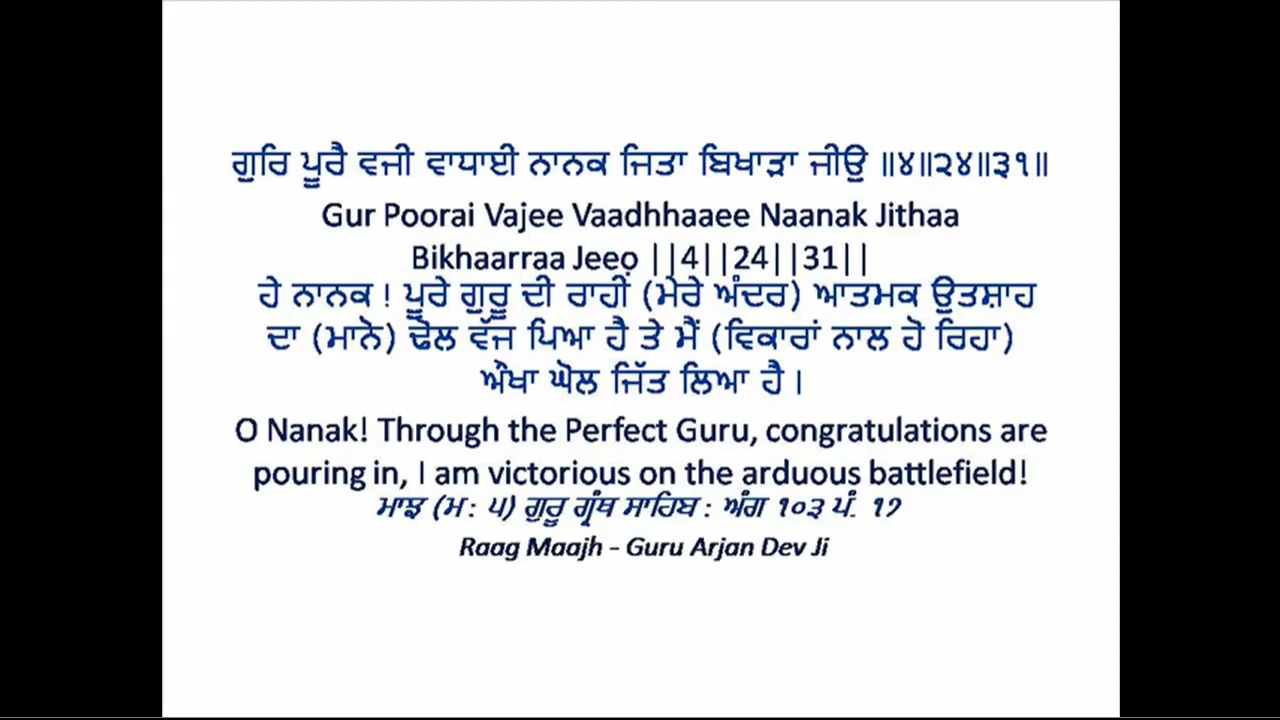 ਗੁਰਿ ਪੂਰੈ ਵਜੀ ਵਾਧਾਈ ਨਾਨਕ ਜਿਤਾ ਬਿਖਾੜਾ ਜੀਉ ॥੪॥੨੪॥੩੧॥
Gur Poorai Vajee Vaadhhaaee Naanak Jithaa
Bikhaarraa Jeeo ||4||24||31||
ਹੇ ਨਾਨਕ ! ਪੂਰੇ ਗੁਰੂ ਦੀ ਰਾਹੀਂ (ਮੇਰੇ ਅੰਦਰ) ਆਤਮਕ ਉਤਸ਼ਾਹ
ਦਾ (ਮਾਨੋ) ਢੋਲ ਵੱਜ ਪਿਆ ਹੈ ਤੇ ਮੈਂ (ਵਿਕਾਰਾਂ ਨਾਲ ਹੋ ਰਿਹਾ)
ਔਖਾ ਘੋਲ ਜਿੱਤ ਲਿਆ ਹੈ ।
O Nanak! Through the Perfect Guru, congratulations are
pouring in, I am victorious on the arduous battlefield!
ਮਾਝ (ਮਃ ੫) ਗੁਰੂ ਗ੍ਰੰਥ ਸਾਹਿਬ : ਅੰਗ ੧੦੩ ਪੰ. ੧੭
Raag Maajh - Guru Arjan Dev Ji